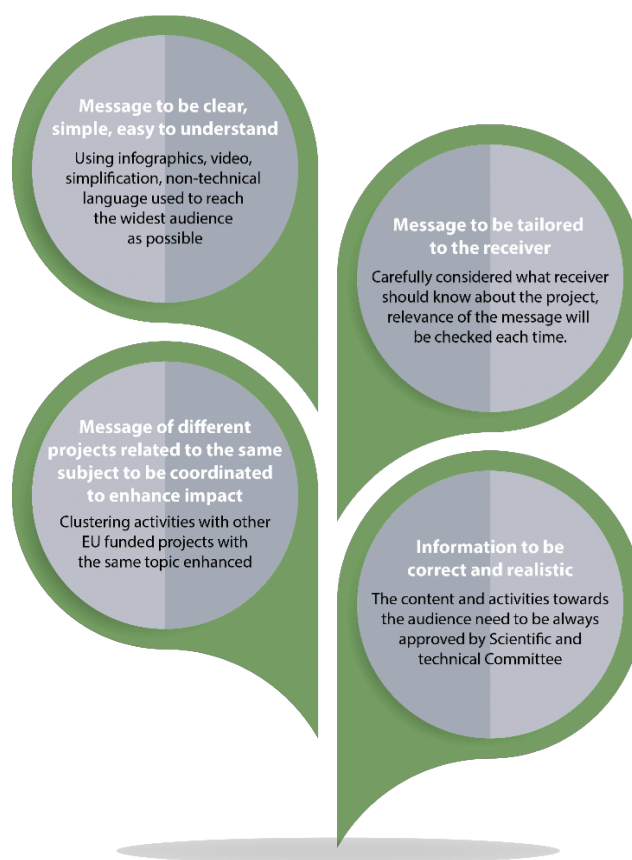 Message to be clear,
simple, easy to understand
Using infographics, video,
simplification, non-technical
language used to reach
the widest audience
as possible
Message to be tailored
to the receiver
Carefully considered what receiver
should know about the project,
relevance of the message will
be checked each time.
Message of different
projects related to the same
subject to be coordinated
to enhance impact
Clustering activities with other
EU funded projects with
the same topic enhanced
Information to be
correct and realistic
The content and activities towards
the audience need to be always
approved by Scientific and
technical Committee